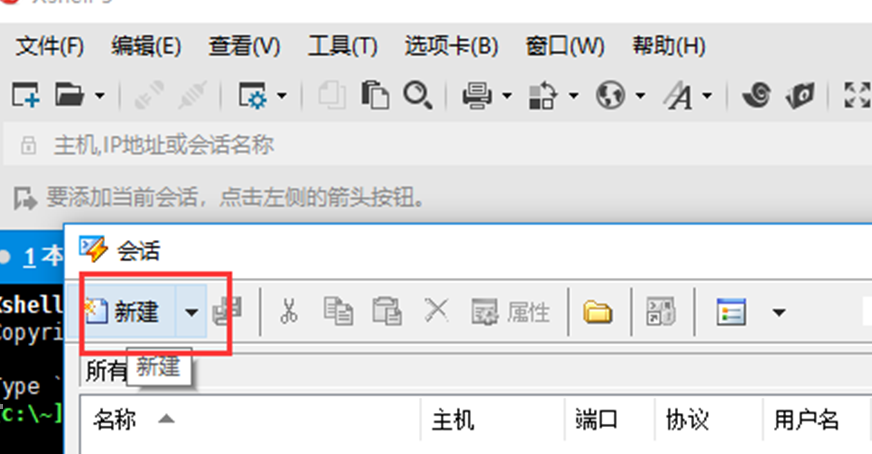 文件(F) 编辑(E) 查看(V) 工具(T) 选项卡(B) 窗口(W) 帮助(H)
主机,IP地址或会话名称
要添加当前会话，点击左侧的箭头按钮。
1 本
会话
新建 属性
Xshell
Copyri
所有
新建
Type `
名称 主机 端口 协议 用户名
c:\~]